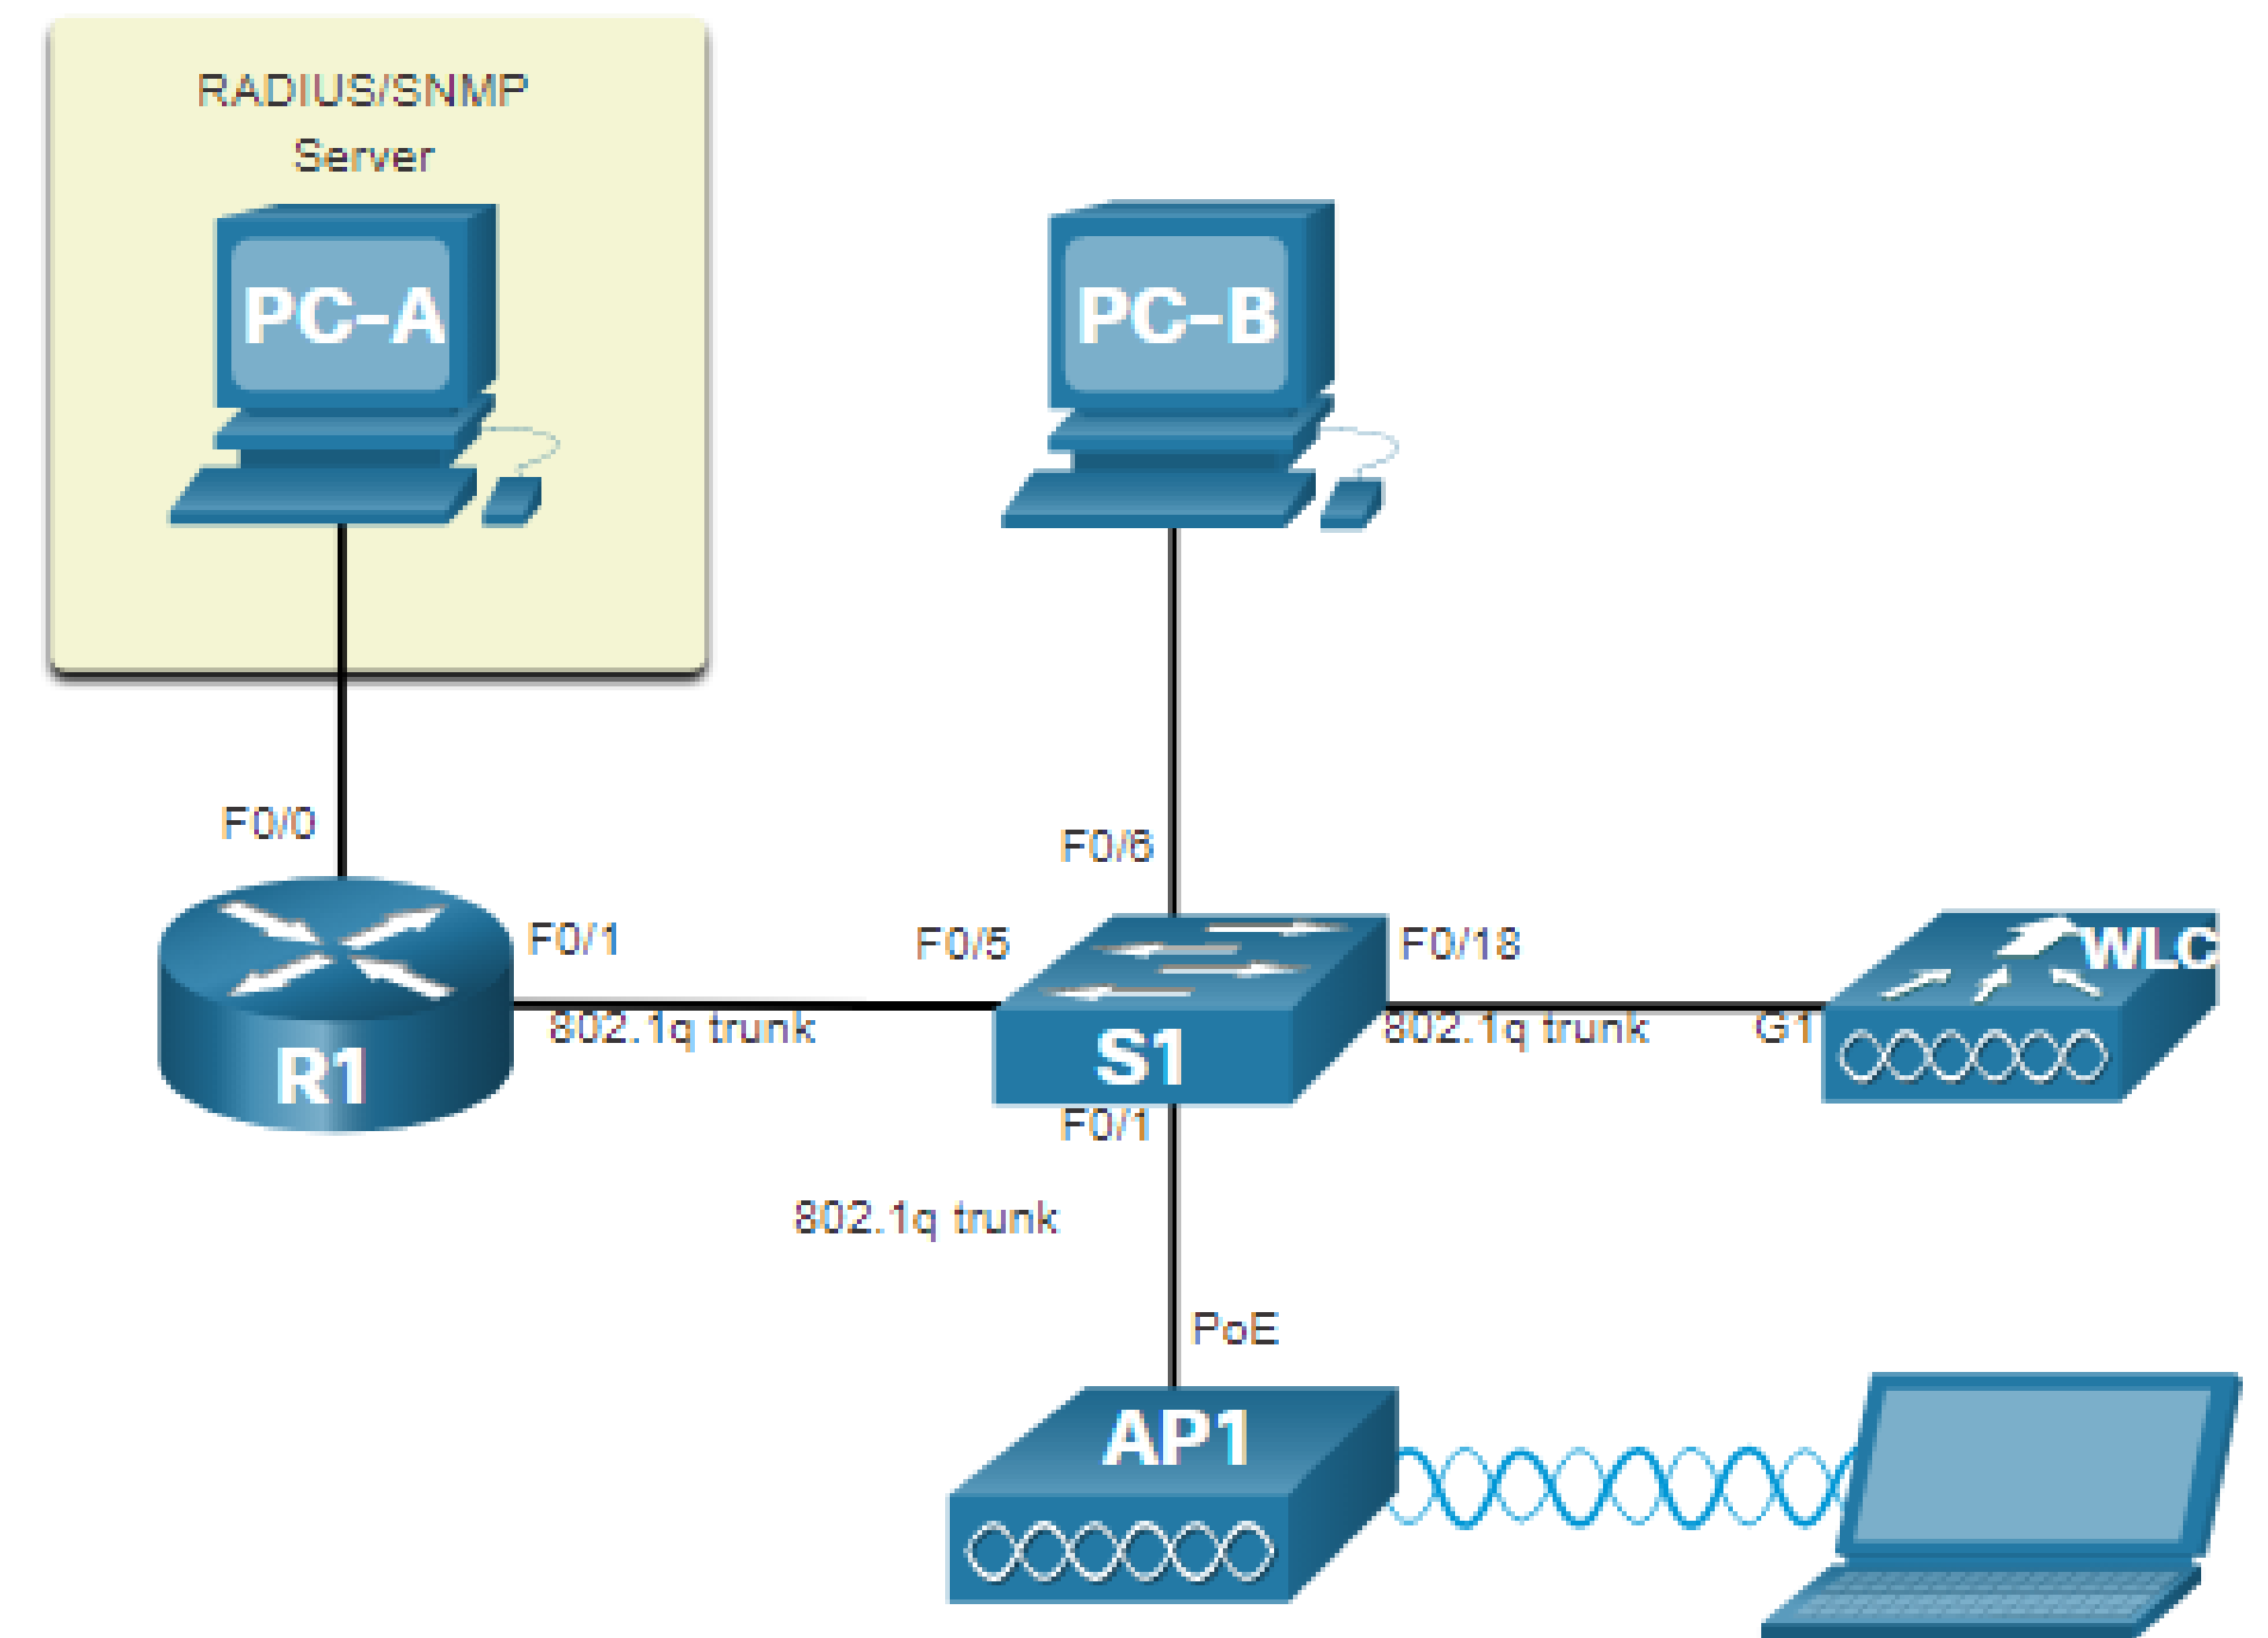 RADIUS/SNMP
Server
PC-A
PC-B
F0/0
F0/6
F0/1
F0/5
F0/18
WLC
802.1q trunk
802.1q trunk
G1
R1
S1
F0/1
802.1q trunk
PoE
AP1